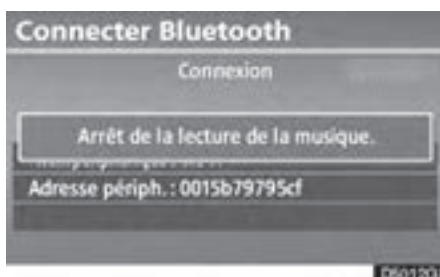 Connecter Bluetooth
Connexion
Arrêt de la lecture de la musique.
Adresse périph. : 0015b79795cf